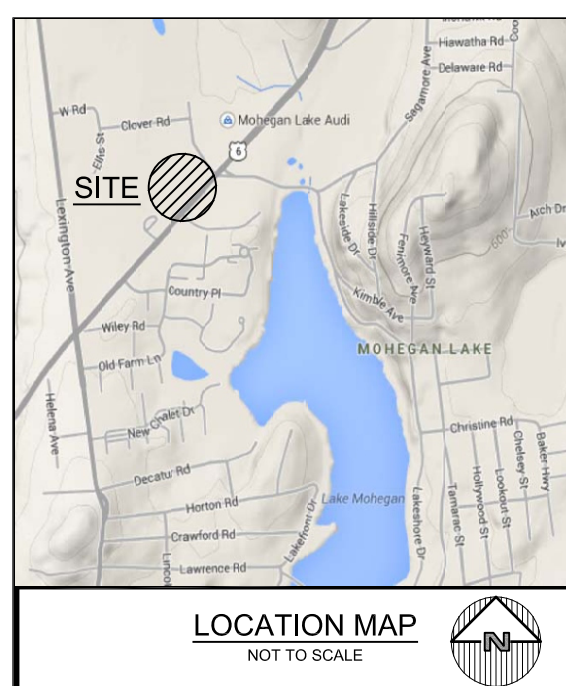 Hiawatha Rd
Delaware Rd
Sagamore Ave
W Rd
Clover Rd
Elks St
Mohegan Lake Audi
6
SITE
Lexington Ave
Lakeside Dr
Hillside Dr
Fenimore Ave
Heyward St
Arch Dr
600
Country Pl
Kimble Ave
Wiley Rd
MOHEGAN LAKE
Old Farm Ln
Helena Ave
New Chalet Dr
Christine Rd
Chelsey St
Baker Hwy
Decatur Rd
Lake Mohegan
Tamarac St
Hollywood St
Lookout St
Horton Rd
Lakefront Dr
Lakeshore Dr
Crawford Rd
Lawrence Rd
LOCATION MAP
NOT TO SCALE
N